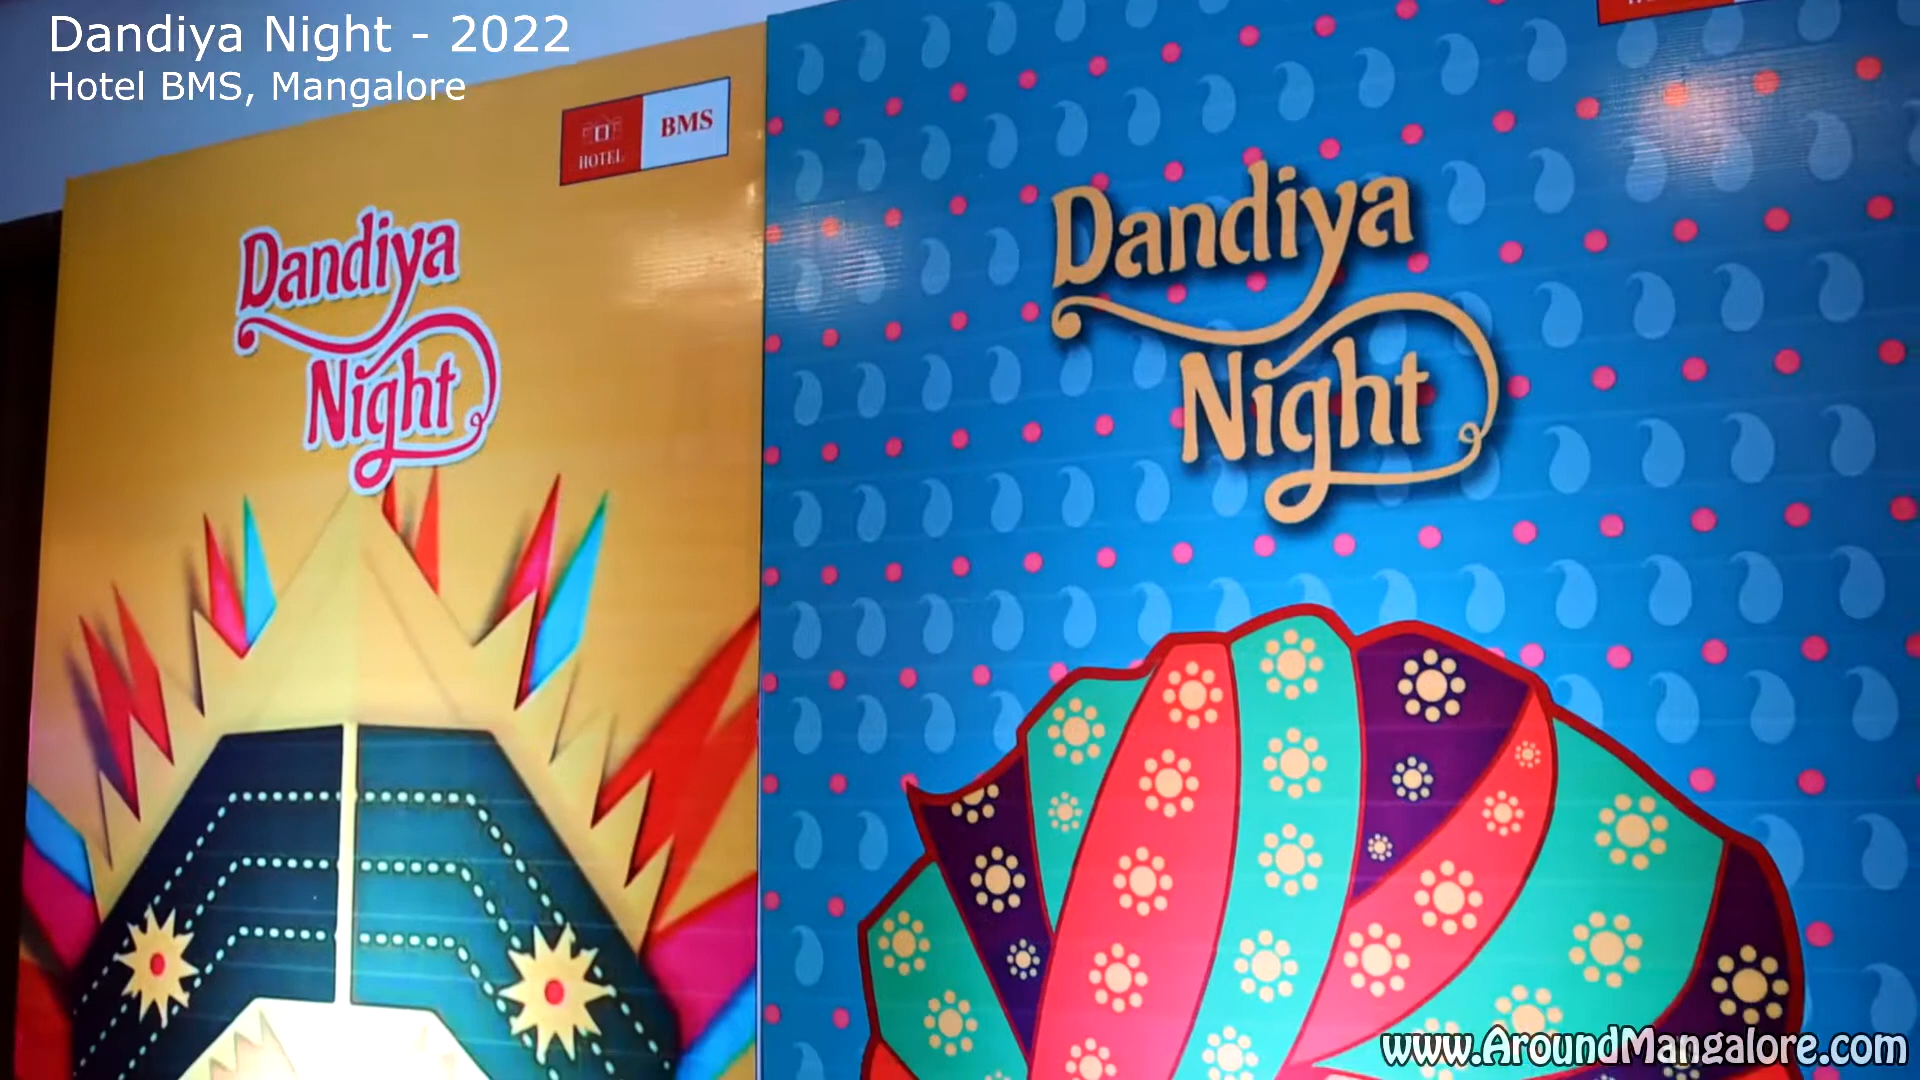 Dandiya Night - 2022
Hotel BMS, Mangalore
HOTEL
BMS
Dandiya
Night
Dandiya
Night
www.AroundMangalore.com